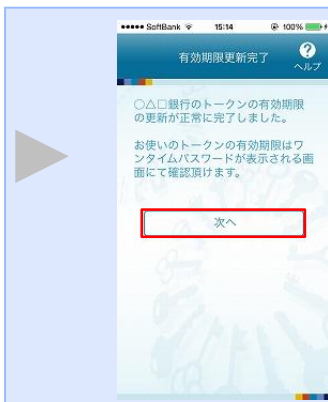 SoftBank 15:14 100%
有効期限更新完了
?
ヘルプ
○△□銀行のトークンの有効期限
の更新が正常に完了しました。
お使いのトークンの有効期限はワ
ンタイムパスワードが表示される画
面にて確認頂けます。
次へ